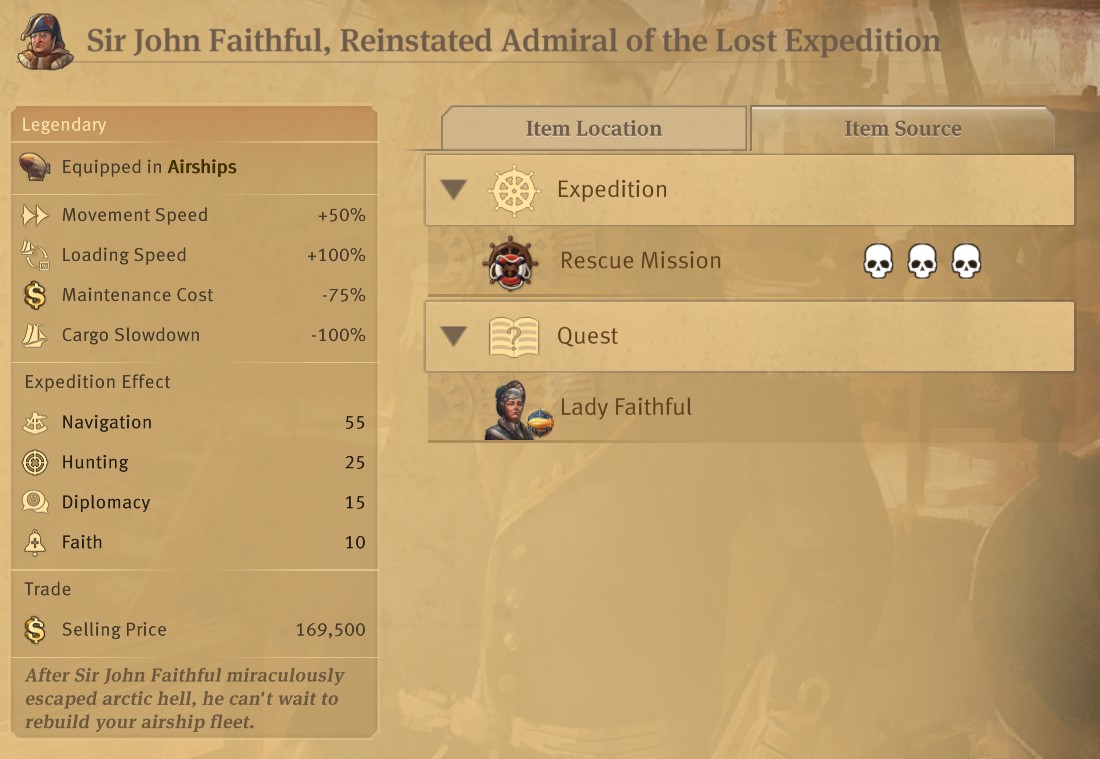 Sir John Faithful, Reinstated Admiral of the Lost Expedition
Legendary
Equipped in Airships
Movement Speed +50%
Loading Speed +100%
Maintenance Cost -75%
Cargo Slowdown -100%
Expedition Effect
Navigation 55
Hunting 25
Diplomacy 15
Faith 10
Trade
Selling Price 169,500
After Sir John Faithful miraculously
escaped arctic hell, he can't wait to
rebuild your airship fleet.
Item Location
Item Source
Expedition
Rescue Mission
Quest
Lady Faithful